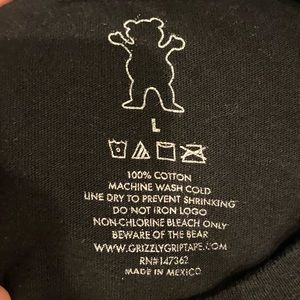 L
100% COTTON
MACHINE WASH COLD
LINE DRY TO PREVENT SHRINKING
DO NOT IRON LOGO
NON-CHLORINE BLEACH ONLY
BEWARE OF THE BEAR
WWW.GRIZZLYGRIPTAPE.COM
RN#147362
MADE IN MEXICO